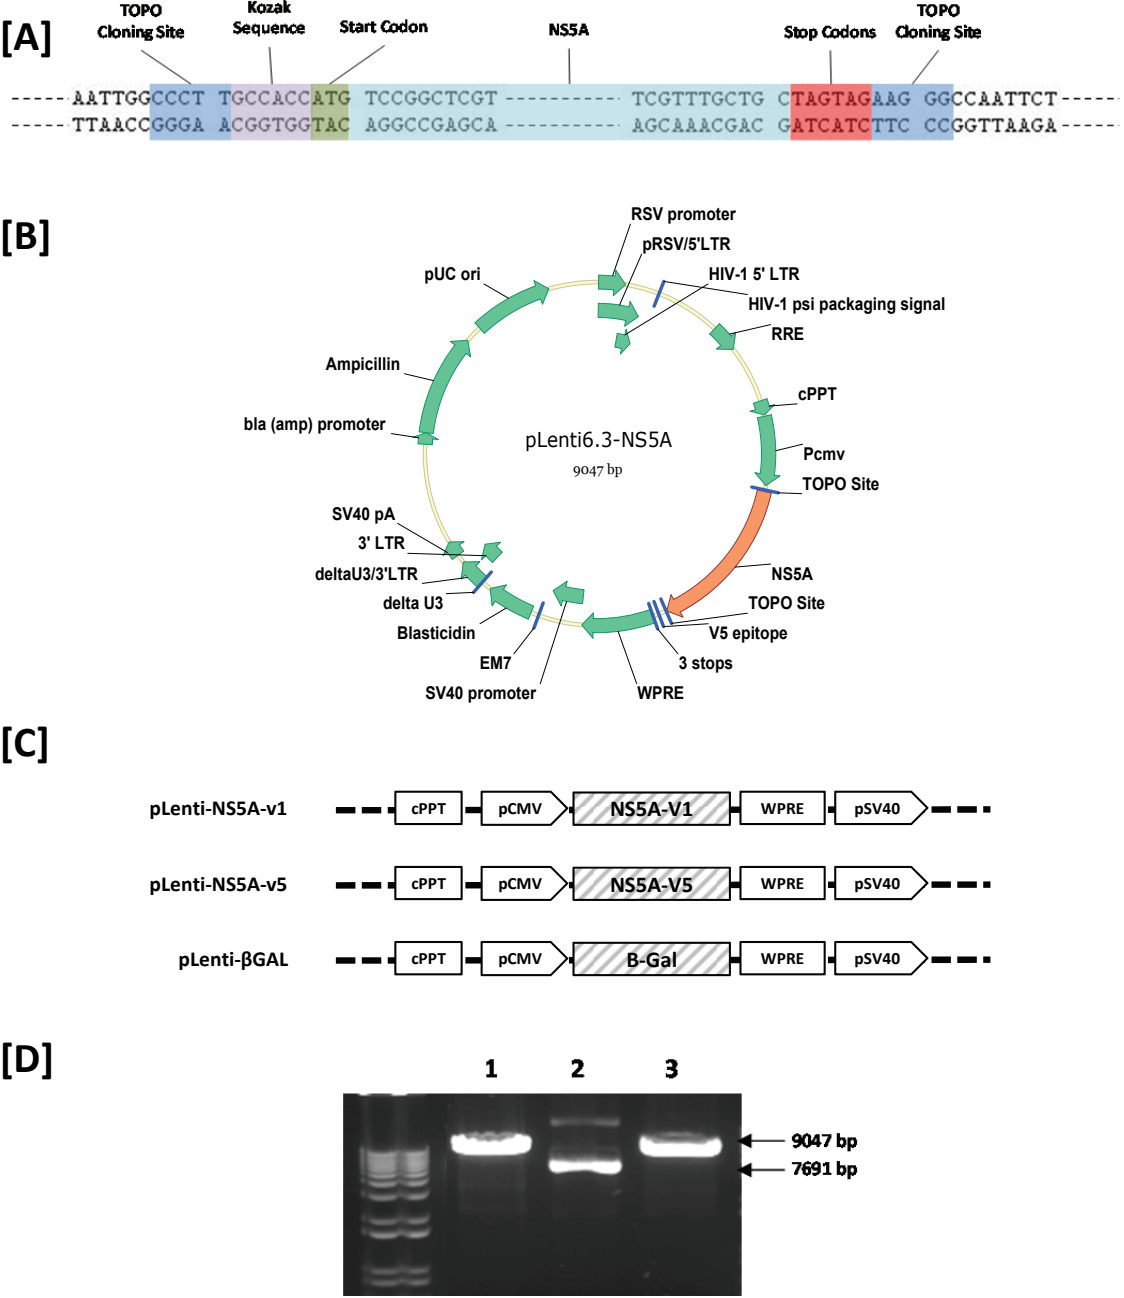 [A]
TOPO
Cloning Site
Kozak
Sequence
Start Codon
NS5A
Stop Codons
TOPO
Cloning Site
------ AATTGGCCCT TGCCACCATG TCCGGCTCGT ------------------ TCGTTTGCTG CTAGTAGAAG GGCCAATTCT ---------
------ TTAACCGGGA ACGGTGGTAC AGGCCGAGCA ------------------ AGCAAACGAC GATCATCTTC CCGGTTAAGA ---------
[B]
RSV promoter
pRSV/5'LTR
HIV-1 5' LTR
HIV-1 psi packaging signal
RRE
cPPT
Pcmv
TOPO Site
NS5A
TOPO Site
V5 epitope
3 stops
WPRE
SV40 promoter
EM7
Blasticidin
delta U3
deltaU3/3'LTR
3' LTR
SV40 pA
bla (amp) promoter
Ampicillin
pUC ori
pLenti6.3-NS5A
9047 bp
[C]
pLenti-NS5A-v1 cPPT pCMV NS5A-V1 WPRE pSV40
pLenti-NS5A-v5 cPPT pCMV NS5A-V5 WPRE pSV40
pLenti-βGAL cPPT pCMV B-Gal WPRE pSV40
[D]
1 2 3
9047 bp
7691 bp